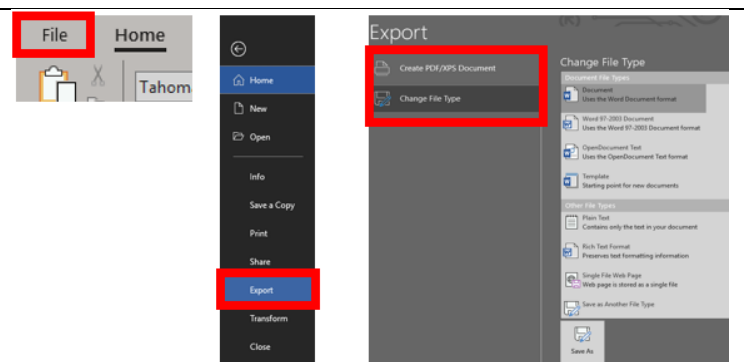 File Home
Tahom
Home
New
Open
Info
Save a Copy
Print
Share
Export
Transform
Close
Export
Create PDF/XPS Document
Change File Type
Change File Type
Document File Types
Document
Uses the Word Document format
Word 97-2003 Document
Uses the Word 97-2003 Document format
OpenDocument Text
Uses the OpenDocument Text format
Template
Starting point for new documents
Other File Types
Plain Text
Contains only the text in your document
Rich Text Format
Preserves text formatting information
Single File Web Page
Web page is stored as a single file
Save as Another File Type
Save As